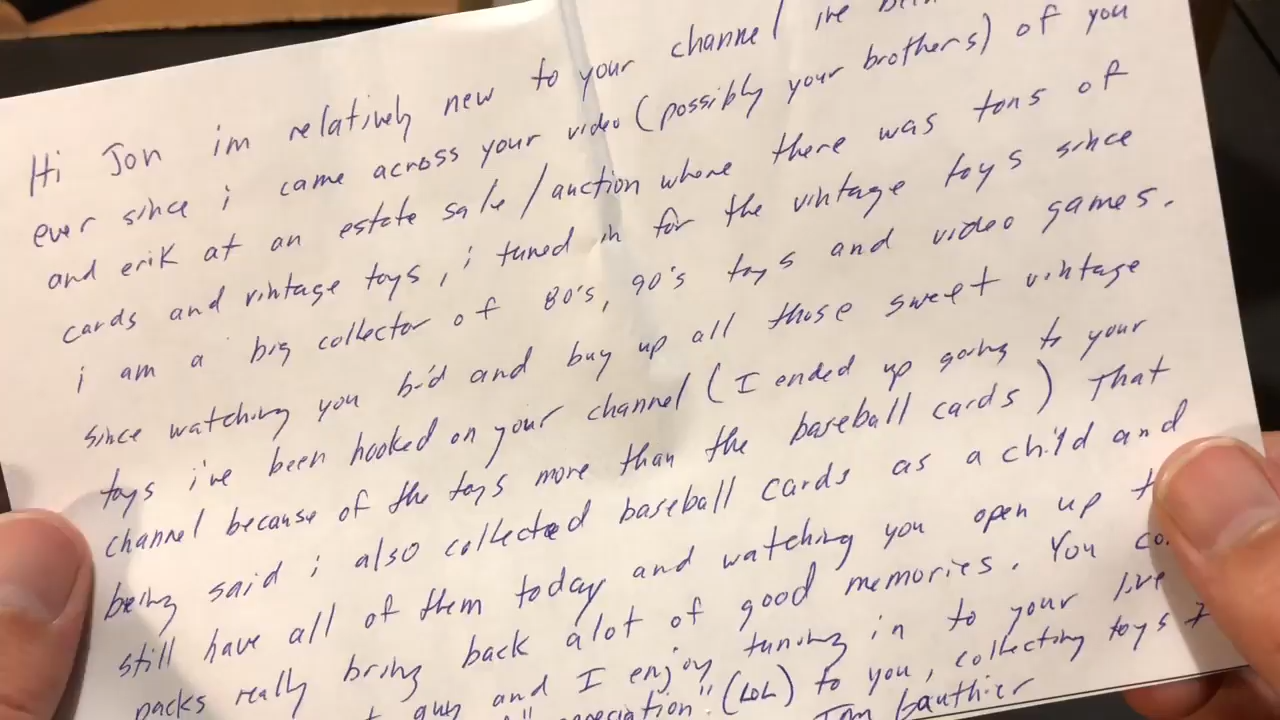 Hi Jon im relatively new to your channel ive
ever since i came across your video (possibly your brothers) of you
and erik at an estate sale/auction where there was tons of
cards and vintage toys, i tuned in for the vintage toys since
i am a big collector of 80's, 90's toys and video games.
since watching you bid and buy up all those sweet vintage
toys i've been hooked on your channel (I ended up going to your
channel because of the toys more than the baseball cards) That
being said i also collected baseball cards as a child and
still have all of them today and watching you open up
packs really bring back alot of good memories. You
guy and I enjoy tuning in to your live
(LOL) to you, collecting toys
Gauthier